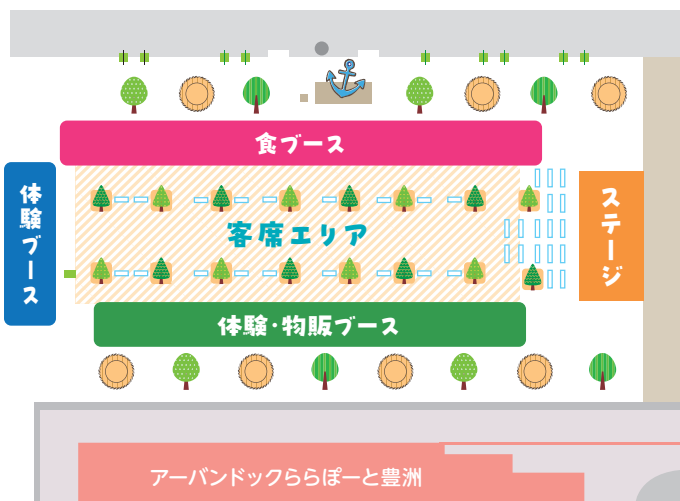 食ブース
体験ブース
客席エリア
ステージ
体験・物販ブース
アーバンドックららぽーと豊洲